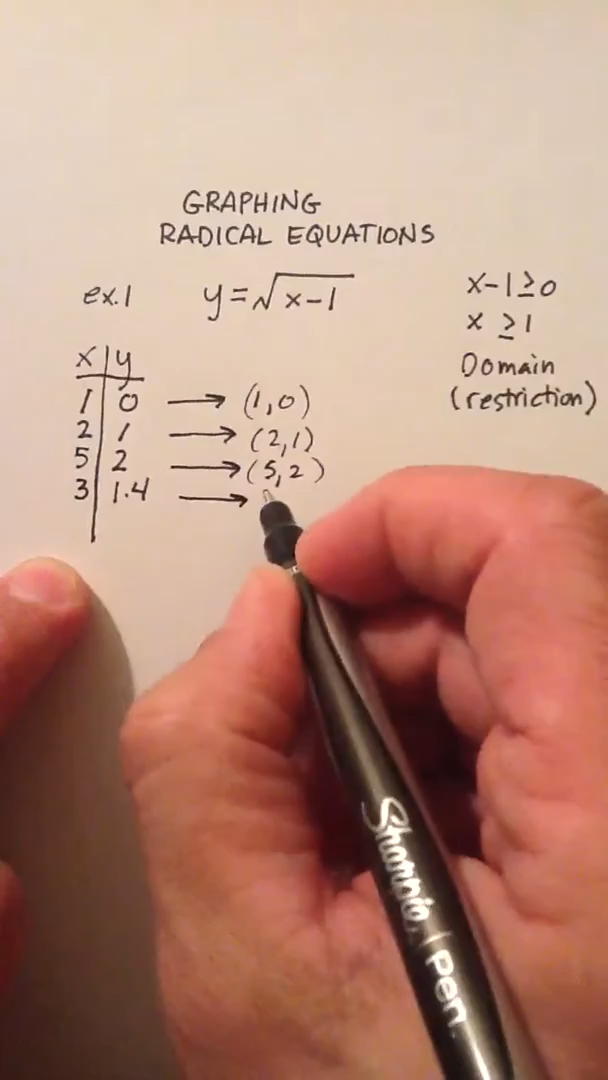 GRAPHING
RADICAL EQUATIONS
ex.1 y=√x-1
x-1≥0
x ≥1
Domain
(restriction)
x y
1 0 → (1,0)
2 1 → (2,1)
5 2 → (5,2)
3 1.4 →
Sharpie Pen.